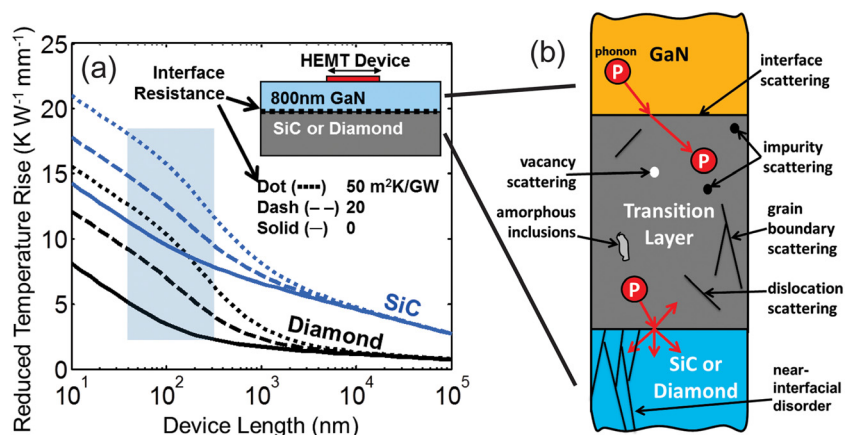 (a)
HEMT Device
Interface
Resistance
800nm GaN
SiC or Diamond
Dot ( ) 50 m²K/GW
Dash (– –) 20
Solid (—) 0
SiC
Diamond
Reduced Temperature Rise (K W⁻¹ mm⁻¹)
25
20
15
10
5
0
10¹ 10² 10³ 10⁴ 10⁵
Device Length (nm)
(b)
phonon
GaN
P
interface
scattering
P
impurity
scattering
vacancy
scattering
Transition
Layer
amorphous
inclusions
grain
boundary
scattering
P
dislocation
scattering
SiC or
Diamond
near-
interfacial
disorder